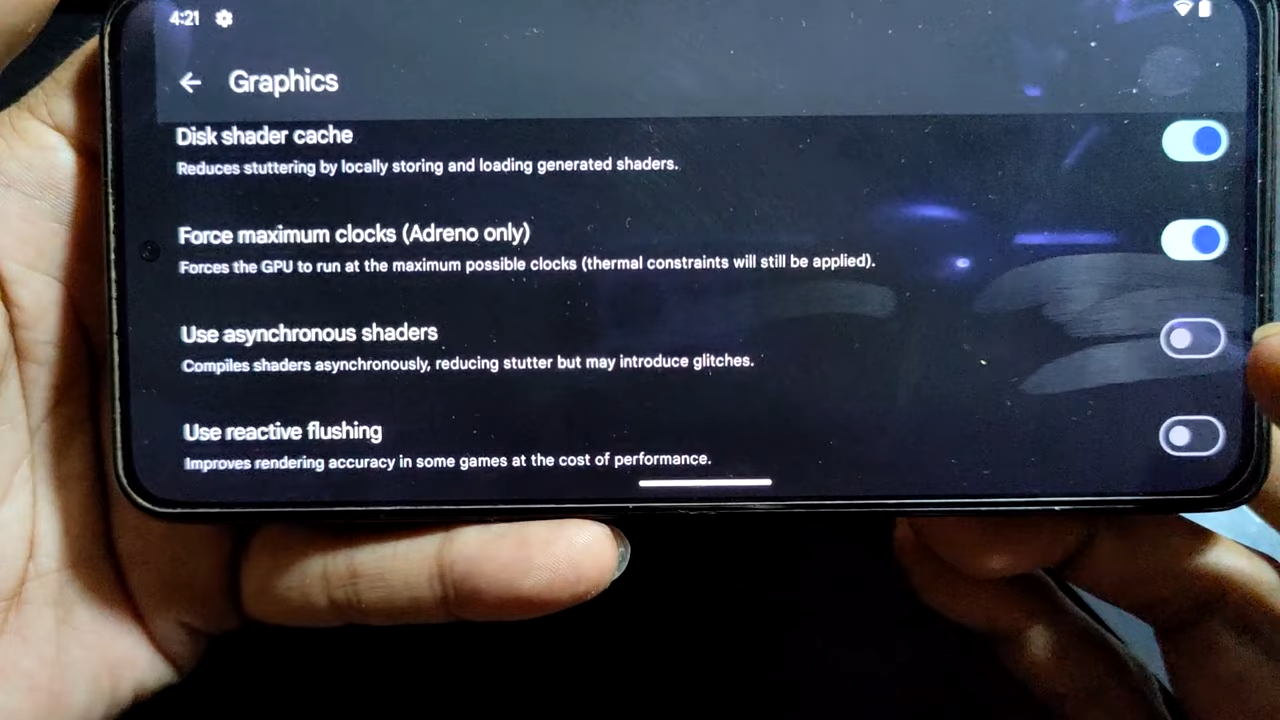 4:21
Graphics
Disk shader cache
Reduces stuttering by locally storing and loading generated shaders.
Force maximum clocks (Adreno only)
Forces the GPU to run at the maximum possible clocks (thermal constraints will still be applied).
Use asynchronous shaders
Compiles shaders asynchronously, reducing stutter but may introduce glitches.
Use reactive flushing
Improves rendering accuracy in some games at the cost of performance.